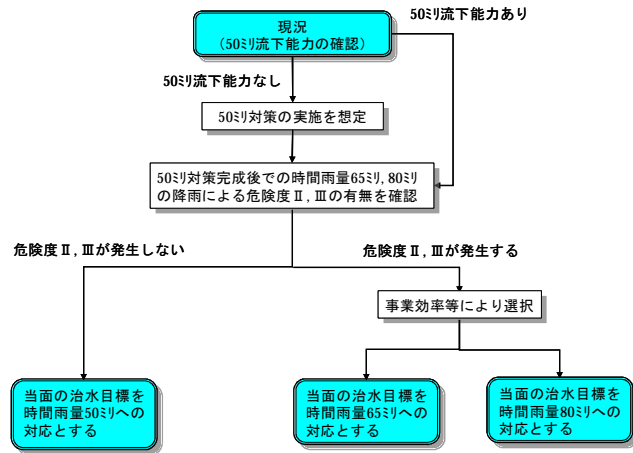 現況
(50ﾐﾘ流下能力の確認)
50ﾐﾘ流下能力あり
50ﾐﾘ流下能力なし
50ﾐﾘ対策の実施を想定
50ﾐﾘ対策完成後での時間雨量65ﾐﾘ,80ﾐﾘ
の降雨による危険度Ⅱ,Ⅲの有無を確認
危険度Ⅱ,Ⅲが発生しない
危険度Ⅱ,Ⅲが発生する
事業効率等により選択
当面の治水目標を
時間雨量50ﾐﾘへの
対応とする
当面の治水目標を
時間雨量65ﾐﾘへの
対応とする
当面の治水目標を
時間雨量80ﾐﾘへの
対応とする